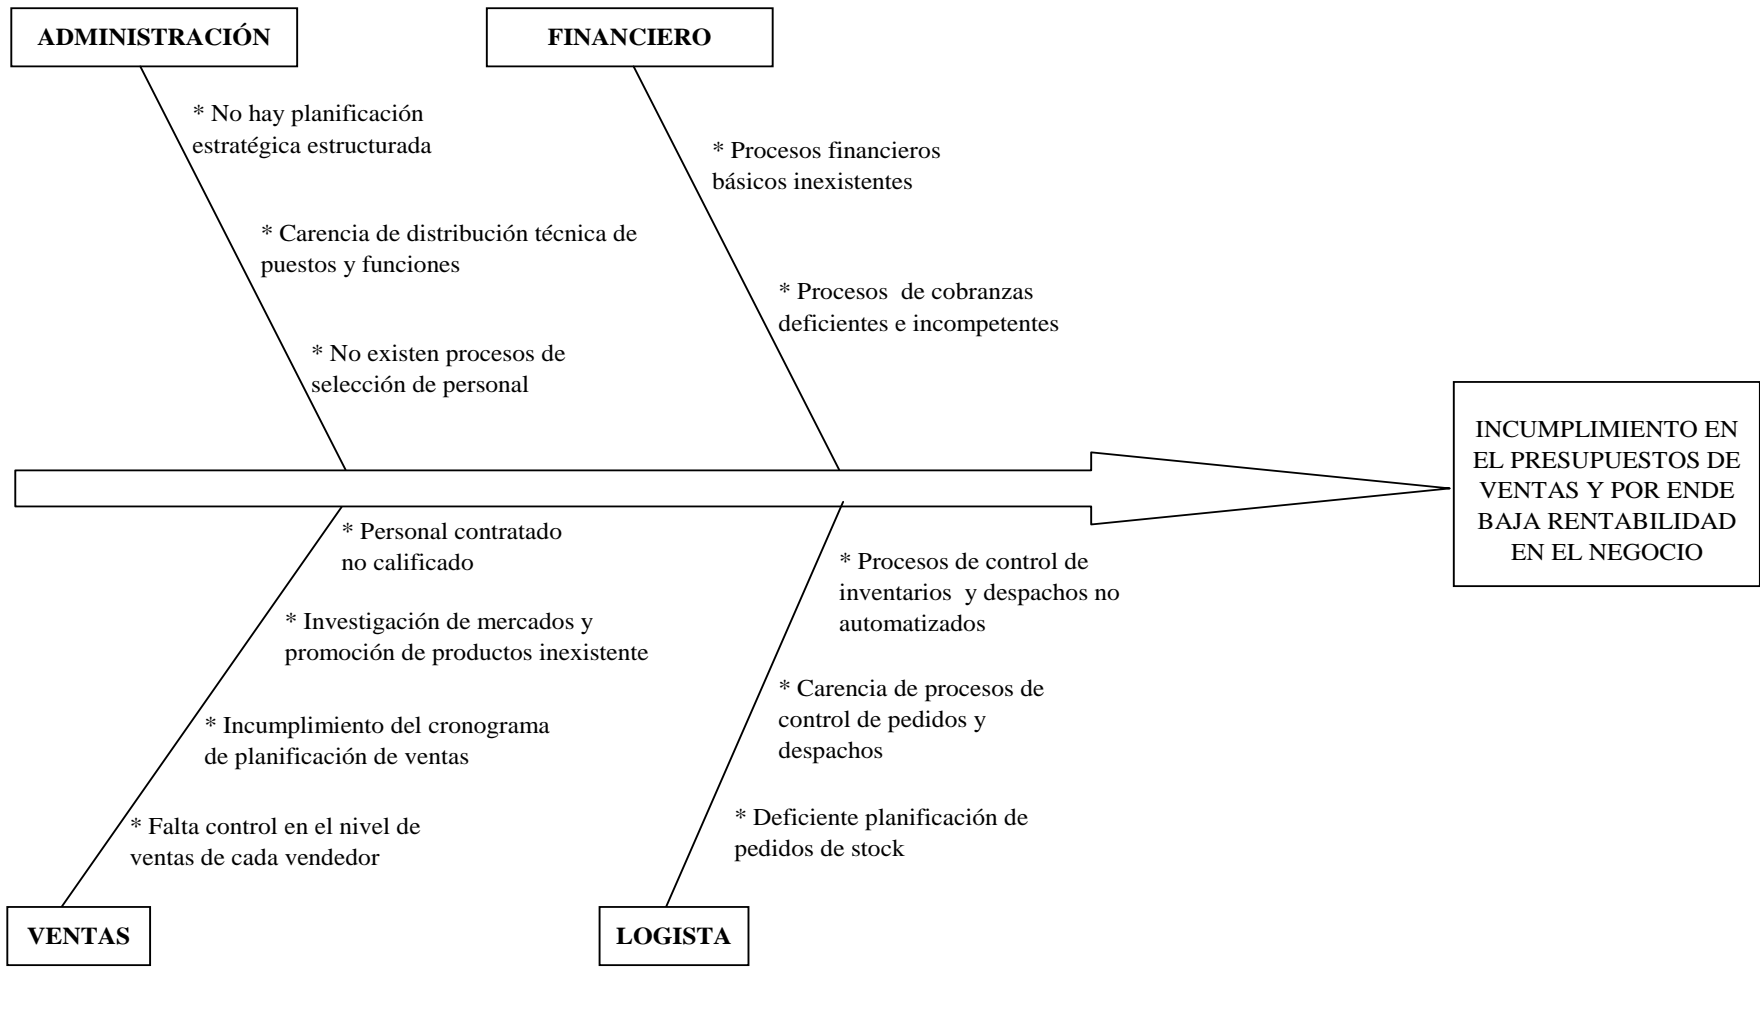 ADMINISTRACIÓN
FINANCIERO
* No hay planificación
estratégica estructurada
* Procesos financieros
básicos inexistentes
* Carencia de distribución técnica de
puestos y funciones
* Procesos  de cobranzas
deficientes e incompetentes
* No existen procesos de
selección de personal
INCUMPLIMIENTO EN
EL PRESUPUESTOS DE
VENTAS Y POR ENDE
BAJA RENTABILIDAD
EN EL NEGOCIO
* Personal contratado
no calificado
* Procesos de control de
inventarios  y despachos no
automatizados
* Investigación de mercados y
promoción de productos inexistente
* Carencia de procesos de
control de pedidos y
despachos
* Incumplimiento del cronograma
de planificación de ventas
* Deficiente planificación de
pedidos de stock
* Falta control en el nivel de
ventas de cada vendedor
VENTAS
LOGISTA